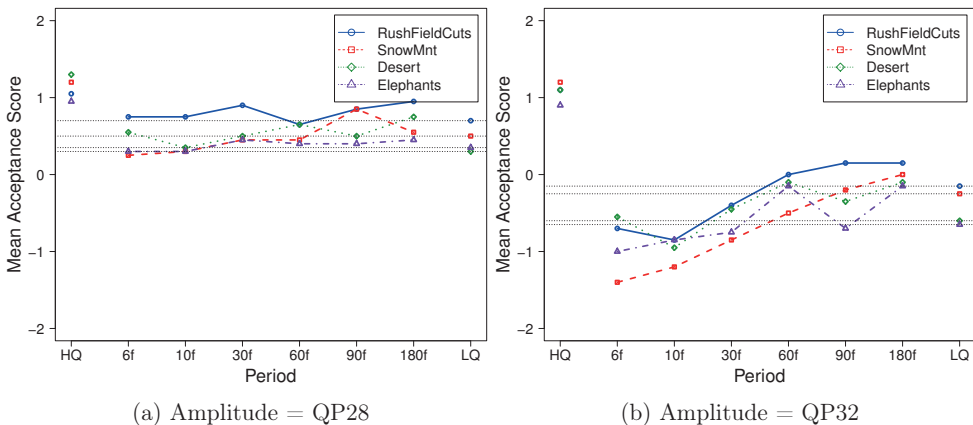 2
1
0
−1
−2
Mean Acceptance Score
RushFieldCuts
SnowMnt
Desert
Elephants
HQ 6f 10f 30f 60f 90f 180f LQ
Period
(a) Amplitude = QP28
2
1
0
−1
−2
Mean Acceptance Score
RushFieldCuts
SnowMnt
Desert
Elephants
HQ 6f 10f 30f 60f 90f 180f LQ
Period
(b) Amplitude = QP32